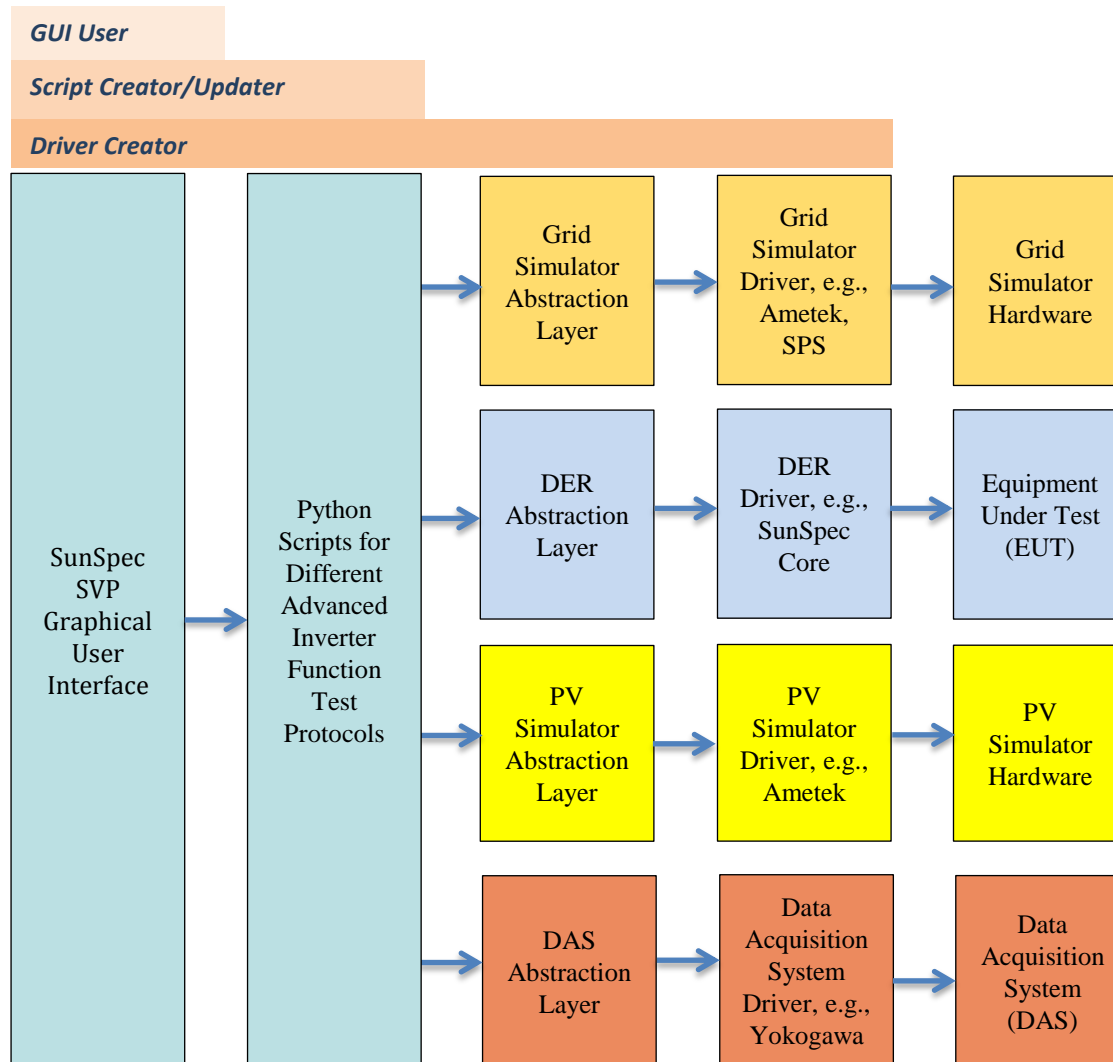 GUI User
Script Creator/Updater
Driver Creator
SunSpec
SVP
Graphical
User
Interface
Python
Scripts for
Different
Advanced
Inverter
Function
Test
Protocols
Grid
Simulator
Abstraction
Layer
Grid
Simulator
Driver, e.g.,
Ametek,
SPS
Grid
Simulator
Hardware
DER
Abstraction
Layer
DER
Driver, e.g.,
SunSpec
Core
Equipment
Under Test
(EUT)
PV
Simulator
Abstraction
Layer
PV
Simulator
Driver, e.g.,
Ametek
PV
Simulator
Hardware
DAS
Abstraction
Layer
Data
Acquisition
System
Driver, e.g.,
Yokogawa
Data
Acquisition
System
(DAS)